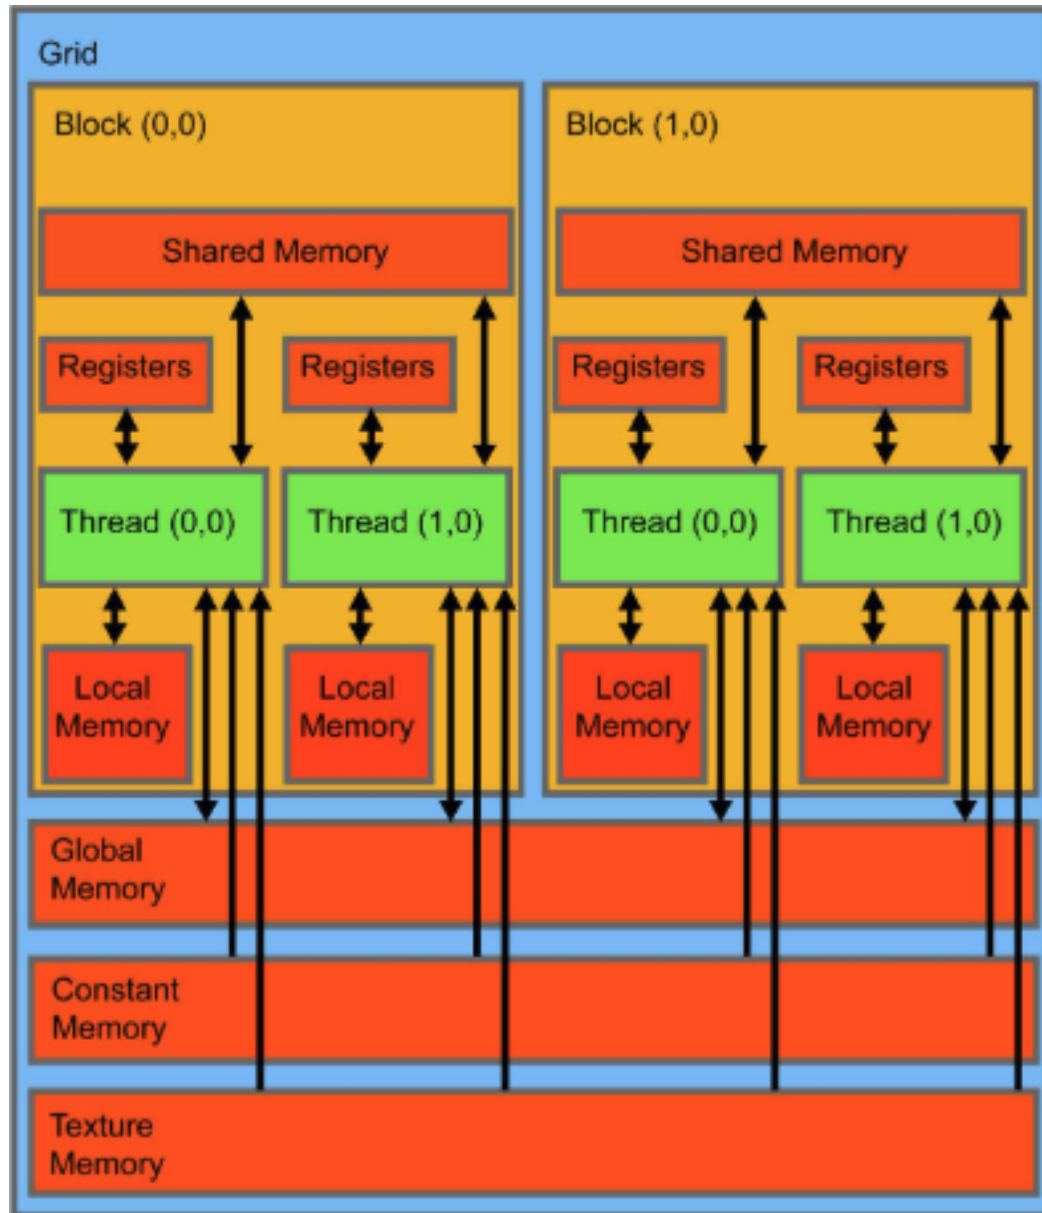 Grid
Block (0,0)
Block (1,0)
Shared Memory
Shared Memory
Registers
Registers
Registers
Registers
Thread (0,0)
Thread (1,0)
Thread (0,0)
Thread (1,0)
Local
Memory
Local
Memory
Local
Memory
Local
Memory
Global
Memory
Constant
Memory
Texture
Memory